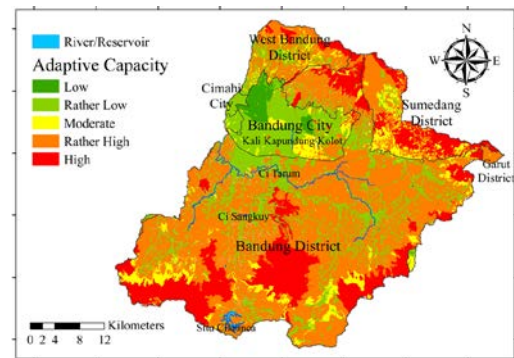 River/Reservoir
Adaptive Capacity
Low
Rather Low
Moderate
Rather High
High
West Bandung
District
N
W
E
S
Cimahi
City
Sumedang
District
Bandung City
Kali Kapundung Kolot
Garut
District
Ci Tarum
Ci Sangkuy
Bandung District
0 2 4 8 12
Kilometers